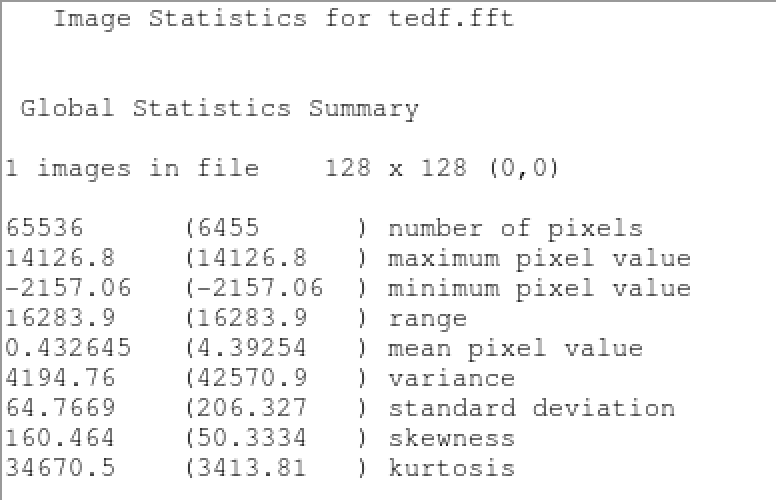 Image Statistics for tedf.fft
Global Statistics Summary
1 images in file 128 x 128 (0,0)
65536 (6455 ) number of pixels
14126.8 (14126.8 ) maximum pixel value
-2157.06 (-2157.06 ) minimum pixel value
16283.9 (16283.9 ) range
0.432645 (4.39254 ) mean pixel value
4194.76 (42570.9 ) variance
64.7669 (206.327 ) standard deviation
160.464 (50.3334 ) skewness
34670.5 (3413.81 ) kurtosis